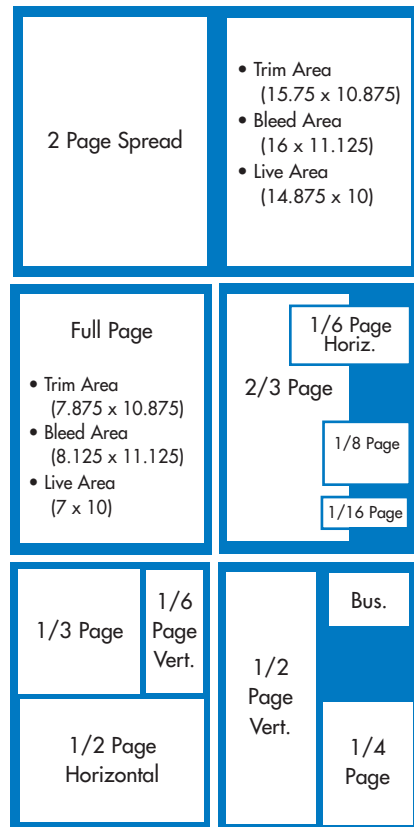 2 Page Spread
• Trim Area
(15.75 x 10.875)
• Bleed Area
(16 x 11.125)
• Live Area
(14.875 x 10)
Full Page
• Trim Area
(7.875 x 10.875)
• Bleed Area
(8.125 x 11.125)
• Live Area
(7 x 10)
1/6 Page
Horiz.
2/3 Page
1/8 Page
1/16 Page
1/3 Page
1/6
Page
Vert.
1/2 Page
Horizontal
1/2
Page
Vert.
Bus.
1/4
Page